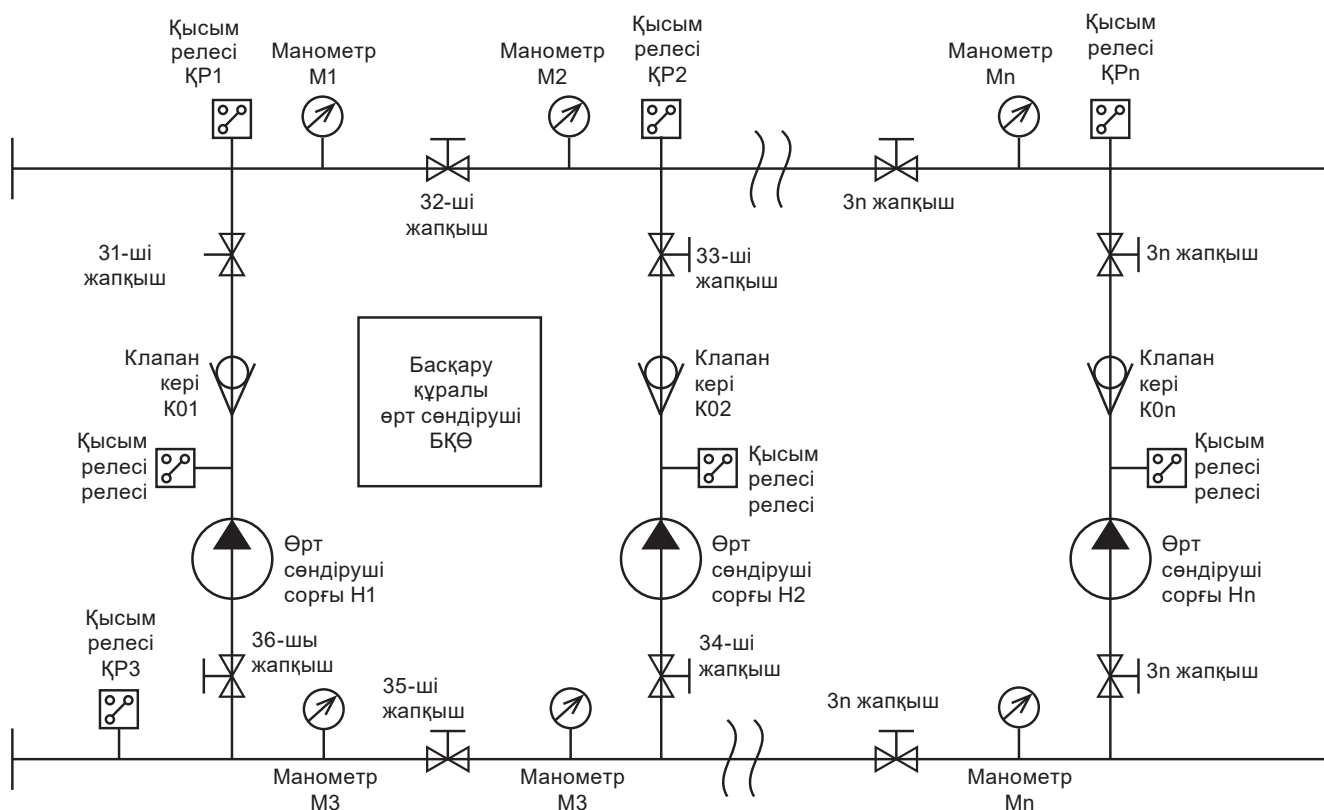 Қысым
релесі
ҚР1
Манометр
М1
Манометр
М2
Қысым
релесі
ҚР2
Манометр
Mn
Қысым
релесі
ҚРn
32-ші
жапқыш
3n жапқыш
31-ші
жапқыш
33-ші
жапқыш
3n жапқыш
Клапан
кері
К01
Басқару
құралы
өрт сөндіруші
БҚӨ
Клапан
кері
К02
Клапан
кері
К0n
Қысым
релесі
релесі
Қысым
релесі
релесі
Қысым
релесі
релесі
Өрт
сөндіруші
сорғы Н1
Өрт
сөндіруші
сорғы Н2
Өрт
сөндіруші
сорғы Нn
Қысым
релесі
ҚР3
36-шы
жапқыш
34-ші
жапқыш
3n жапқыш
35-ші
жапқыш
3n жапқыш
Манометр
М3
Манометр
М3
Манометр
Mn